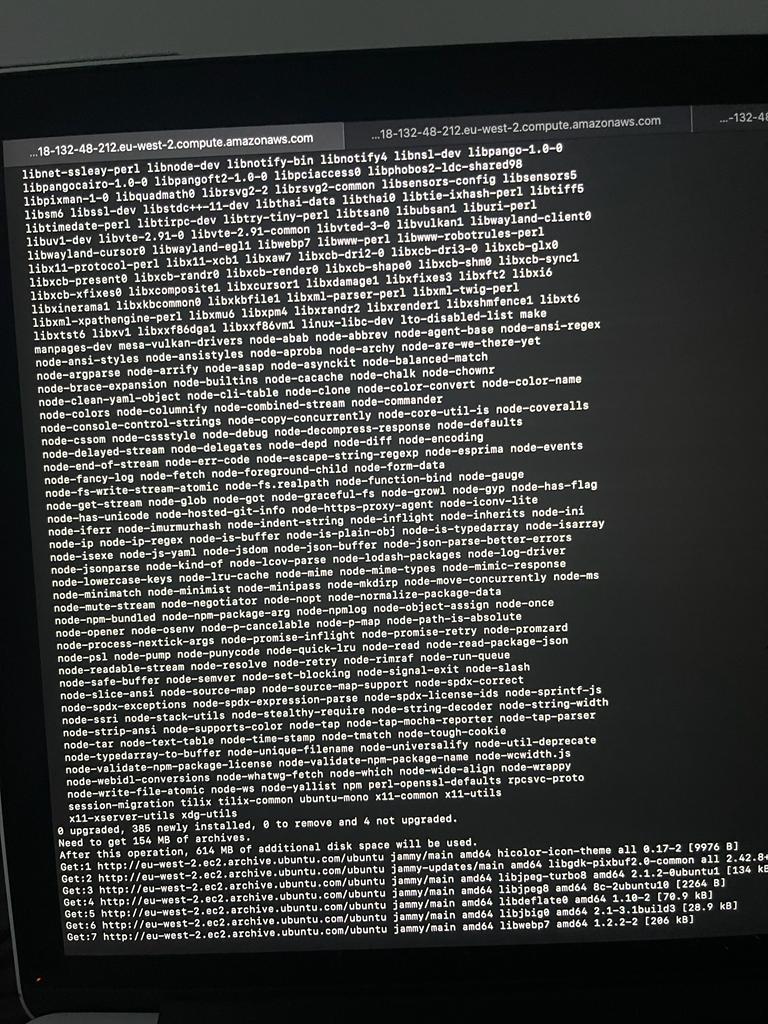 ...18-132-48-212.eu-west-2.compute.amazonaws.com
...18-132-48-212.eu-west-2.compute.amazonaws.com
...-132-48
libnet-ssleay-perl libnode-dev libnotify-bin libnotify4 libnsl-dev libpango-1.0-0
libpangocairo-1.0-0 libpangoft2-1.0-0 libpciaccess0 libphobos2-ldc-shared98
libpixman-1-0 libquadmath0 librsvg2-2 librsvg2-common libsensors-config libsensors5
libsm6 libssl-dev libstdc++-11-dev libthai-data libthai0 libtie-ixhash-perl libtiff5
libtimedate-perl libtirpc-dev libtry-tiny-perl libtsan0 libubsan1 liburi-perl
libuv1-dev libvte-2.91-0 libvte-2.91-common libvted-3-0 libvulkan1 libwayland-client0
libwayland-cursor0 libwayland-egl1 libwebp7 libwww-perl libwww-robotrules-perl
libx11-protocol-perl libx11-xcb1 libxaw7 libxcb-dri2-0 libxcb-dri3-0 libxcb-glx0
libxcb-present0 libxcb-randr0 libxcb-render0 libxcb-shape0 libxcb-shm0 libxcb-sync1
libxcb-xfixes0 libxcomposite1 libxcursor1 libxdamage1 libxfixes3 libxft2 libxi6
libxinerama1 libxkbcommon0 libxkbfile1 libxml-parser-perl libxml-twig-perl
libxml-xpathengine-perl libxmu6 libxpm4 libxrandr2 libxrender1 libxshmfence1 libxt6
libxtst6 libxv1 libxxf86dga1 libxxf86vm1 linux-libc-dev lto-disabled-list make
manpages-dev mesa-vulkan-drivers node-abab node-abbrev node-agent-base node-ansi-regex
node-ansi-styles node-ansistyles node-aproba node-archy node-are-we-there-yet
node-argparse node-arrify node-asap node-asynckit node-balanced-match
node-brace-expansion node-builtins node-cacache node-chalk node-chownr
node-clean-yaml-object node-cli-table node-clone node-color-convert node-color-name
node-colors node-columnify node-combined-stream node-commander
node-console-control-strings node-copy-concurrently node-core-util-is node-coveralls
node-cssom node-cssstyle node-debug node-decompress-response node-defaults
node-delayed-stream node-delegates node-depd node-diff node-encoding
node-end-of-stream node-err-code node-escape-string-regexp node-esprima node-events
node-fancy-log node-fetch node-foreground-child node-form-data
node-fs-write-stream-atomic node-fs.realpath node-function-bind node-gauge
node-get-stream node-glob node-got node-graceful-fs node-growl node-gyp node-has-flag
node-has-unicode node-hosted-git-info node-https-proxy-agent node-iconv-lite
node-iferr node-imurmurhash node-indent-string node-inflight node-inherits node-ini
node-ip node-ip-regex node-is-buffer node-is-plain-obj node-is-typedarray node-isarray
node-isexe node-js-yaml node-jsdom node-json-buffer node-json-parse-better-errors
node-jsonparse node-kind-of node-lcov-parse node-lodash-packages node-log-driver
node-lowercase-keys node-lru-cache node-mime node-mime-types node-mimic-response
node-minimatch node-minimist node-minipass node-mkdirp node-move-concurrently node-ms
node-mute-stream node-negotiator node-nopt node-normalize-package-data
node-npm-bundled node-npm-package-arg node-npmlog node-object-assign node-once
node-opener node-osenv node-p-cancelable node-p-map node-path-is-absolute
node-process-nextick-args node-promise-inflight node-promise-retry node-promzard
node-psl node-pump node-punycode node-quick-lru node-read node-read-package-json
node-readable-stream node-resolve node-retry node-rimraf node-run-queue
node-safe-buffer node-semver node-set-blocking node-signal-exit node-slash
node-slice-ansi node-source-map node-source-map-support node-spdx-correct
node-spdx-exceptions node-spdx-expression-parse node-spdx-license-ids node-sprintf-js
node-ssri node-stack-utils node-stealthy-require node-string-decoder node-string-width
node-strip-ansi node-supports-color node-tap node-tap-mocha-reporter node-tap-parser
node-tar node-text-table node-time-stamp node-tmatch node-tough-cookie
node-typedarray-to-buffer node-unique-filename node-universalify node-util-deprecate
node-validate-npm-package-license node-validate-npm-package-name node-wcwidth.js
node-webidl-conversions node-whatwg-fetch node-which node-wide-align node-wrappy
node-write-file-atomic node-ws node-yallist npm perl-openssl-defaults rpcsvc-proto
session-migration tilix tilix-common ubuntu-mono x11-common x11-utils
x11-xserver-utils xdg-utils
0 upgraded, 385 newly installed, 0 to remove and 4 not upgraded.
Need to get 154 MB of archives.
After this operation, 614 MB of additional disk space will be used.
Get:1 http://eu-west-2.ec2.archive.ubuntu.com/ubuntu jammy/main amd64 hicolor-icon-theme all 0.17-2 [9976 B]
Get:2 http://eu-west-2.ec2.archive.ubuntu.com/ubuntu jammy-updates/main amd64 libgdk-pixbuf2.0-common all 2.42.8+
Get:3 http://eu-west-2.ec2.archive.ubuntu.com/ubuntu jammy/main amd64 libjpeg-turbo8 amd64 2.1.2-0ubuntu1 [134 kB
Get:4 http://eu-west-2.ec2.archive.ubuntu.com/ubuntu jammy/main amd64 libjpeg8 amd64 8c-2ubuntu10 [2264 B]
Get:5 http://eu-west-2.ec2.archive.ubuntu.com/ubuntu jammy/main amd64 libdeflate0 amd64 1.10-2 [70.9 kB]
Get:6 http://eu-west-2.ec2.archive.ubuntu.com/ubuntu jammy/main amd64 libjbig0 amd64 2.1-3.1build3 [28.9 kB]
Get:7 http://eu-west-2.ec2.archive.ubuntu.com/ubuntu jammy/main amd64 libwebp7 amd64 1.2.2-2 [206 kB]